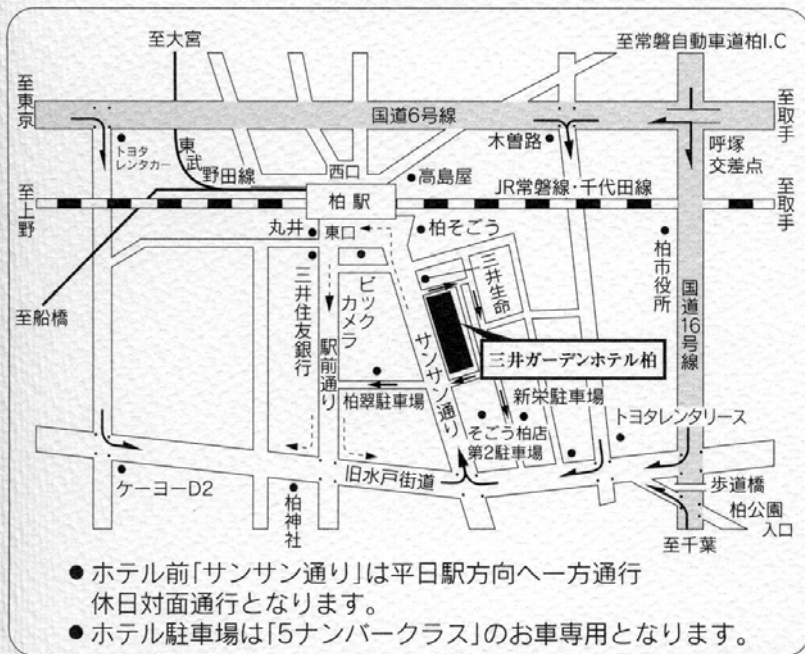 至大宮
至常磐自動車道柏I.C
至東京
国道6号線
至取手
トヨタ
レンタカー
東武
野田線
西口
木曽路
呼塚
交差点
高島屋
柏駅
JR常磐線・千代田線
至上野
至取手
丸井
東口
柏そごう
三井生命
柏市役所
至船橋
三井住友銀行
ビック
カメラ
駅前通り
サンサン通り
国道16号線
三井ガーデンホテル柏
柏翠駐車場
新栄駐車場
そごう柏店
第2駐車場
トヨタレンタリース
ケーヨーD2
柏神社
旧水戸街道
歩道橋
柏公園
入口
至千葉
●ホテル前「サンサン通り」は平日駅方向へ一方通行
休日対面通行となります。
●ホテル駐車場は「5ナンバークラス」のお車専用となります。